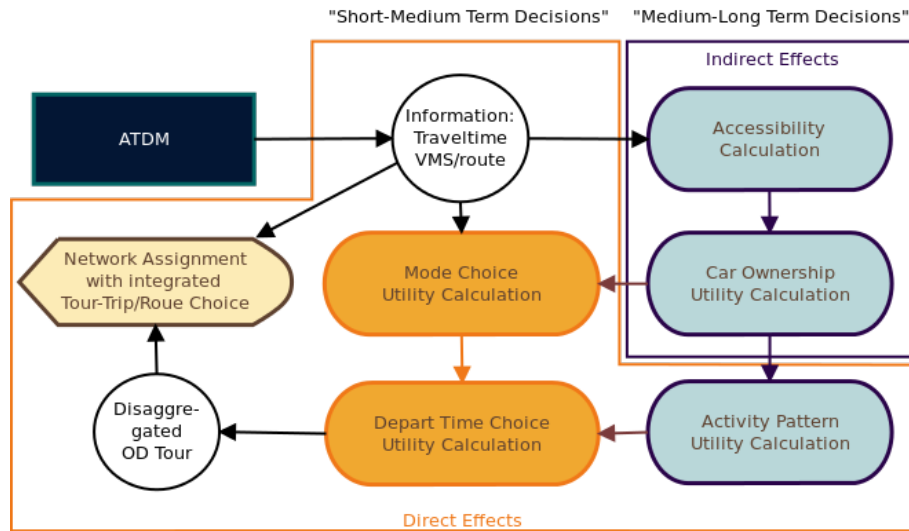 "Short-Medium Term Decisions"
"Medium-Long Term Decisions"
Indirect Effects
ATDM
Information:
Traveltime
VMS/route
Accessibility
Calculation
Network Assignment
with integrated
Tour-Trip/Roue Choice
Mode Choice
Utility Calculation
Car Ownership
Utility Calculation
Disaggre-
gated
OD Tour
Depart Time Choice
Utility Calculation
Activity Pattern
Utility Calculation
Direct Effects